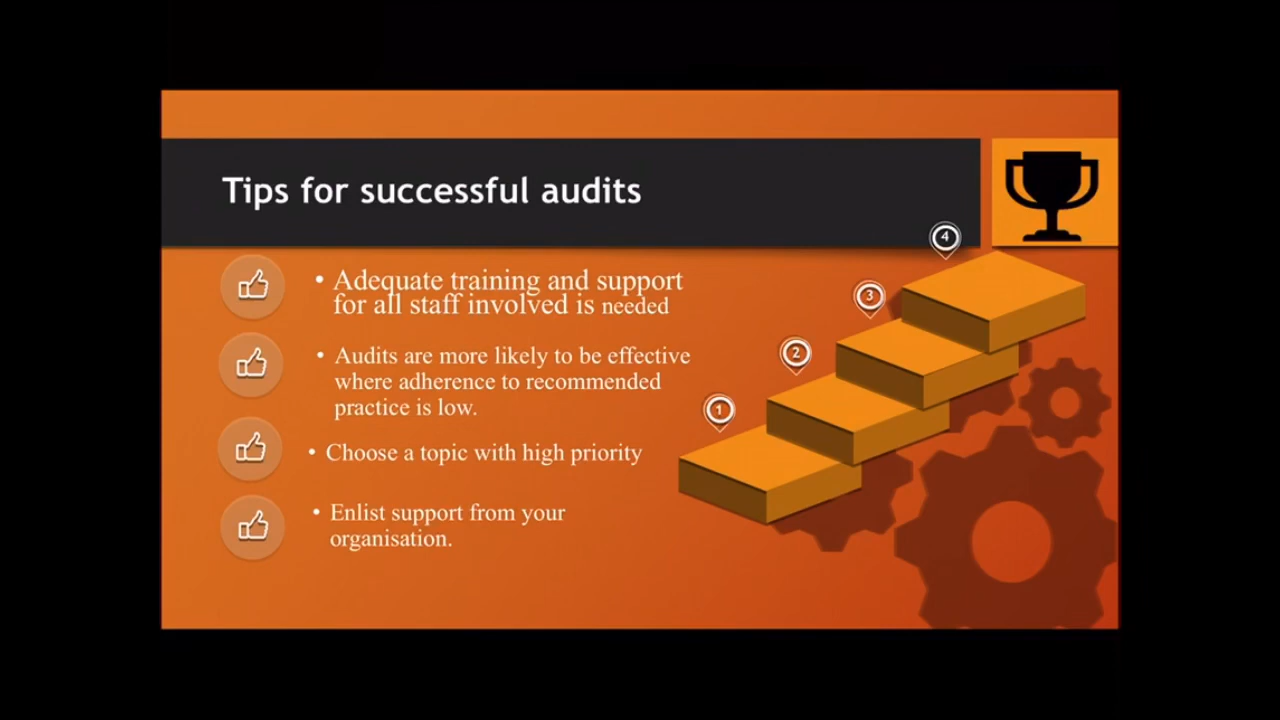 Tips for successful audits
• Adequate training and support
for all staff involved is needed
• Audits are more likely to be effective
where adherence to recommended
practice is low.
• Choose a topic with high priority
• Enlist support from your
organisation.
4
3
2
1